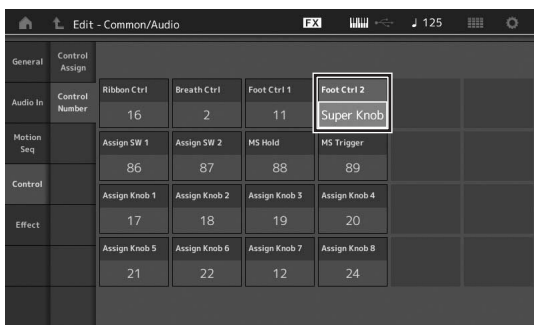 Edit - Common/Audio FX 125
General
Control Assign
Audio In
Control Number
Motion Seq
Control
Effect
Ribbon Ctrl Breath Ctrl Foot Ctrl 1 Foot Ctrl 2
16 2 11 Super Knob
Assign SW 1 Assign SW 2 MS Hold MS Trigger
86 87 88 89
Assign Knob 1 Assign Knob 2 Assign Knob 3 Assign Knob 4
17 18 19 20
Assign Knob 5 Assign Knob 6 Assign Knob 7 Assign Knob 8
21 22 12 24